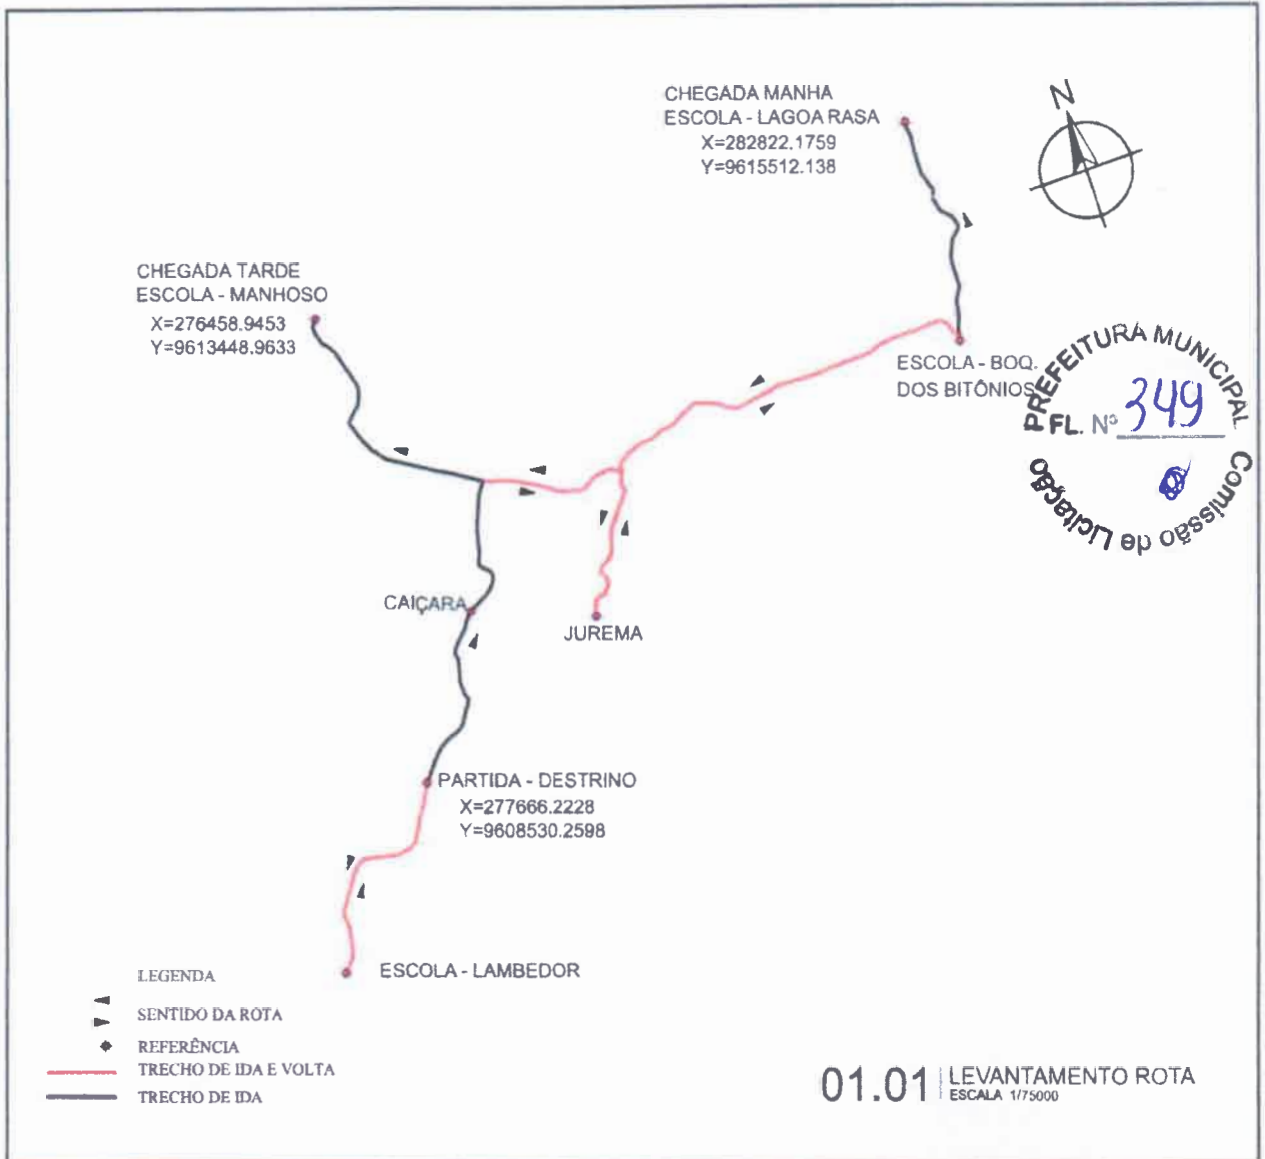 CHEGADA MANHA
ESCOLA - LAGOA RASA
X=282822.1759
Y=9615512.138
N
CHEGADA TARDE
ESCOLA - MANHOSO
X=276458.9453
Y=9613448.9633
ESCOLA - BOQ.
DOS BITÔNIOS
PREFEITURA MUNICIPAL
FL. Nº 349
Comissão de Licitação
CAIÇARA
JUREMA
PARTIDA - DESTRINO
X=277666.2228
Y=9608530.2598
ESCOLA - LAMBEDOR
LEGENDA
SENTIDO DA ROTA
REFERÊNCIA
TRECHO DE IDA E VOLTA
TRECHO DE IDA
01.01 LEVANTAMENTO ROTA
ESCALA 1/75000